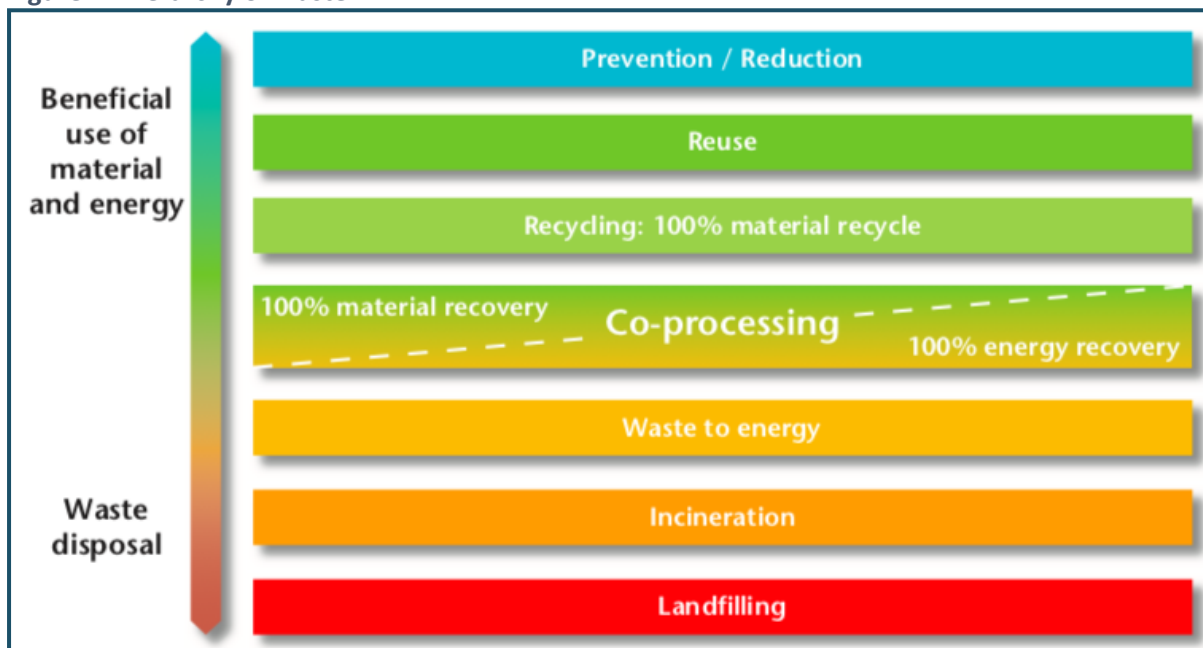 Prevention / Reduction
Beneficial
use of
material
and energy
Reuse
Recycling: 100% material recycle
100% material recovery
Co-processing
100% energy recovery
Waste to energy
Waste
disposal
Incineration
Landfilling